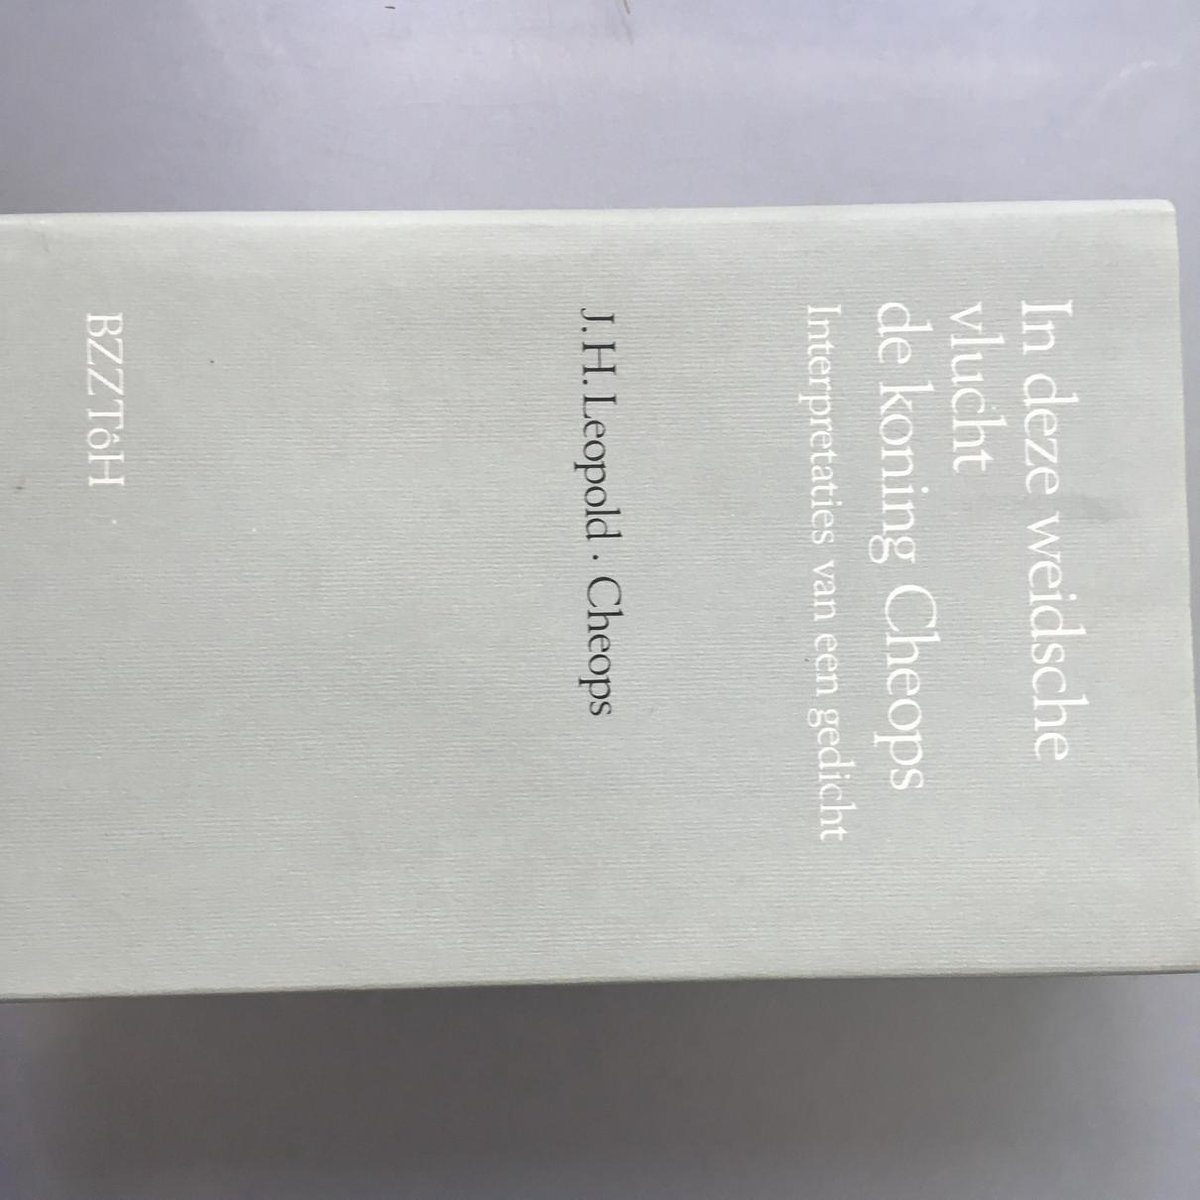 In deze weidsche
vlucht
de koning Cheops
Interpretaties van een gedicht
J.H. Leopold · Cheops
BZZTôH